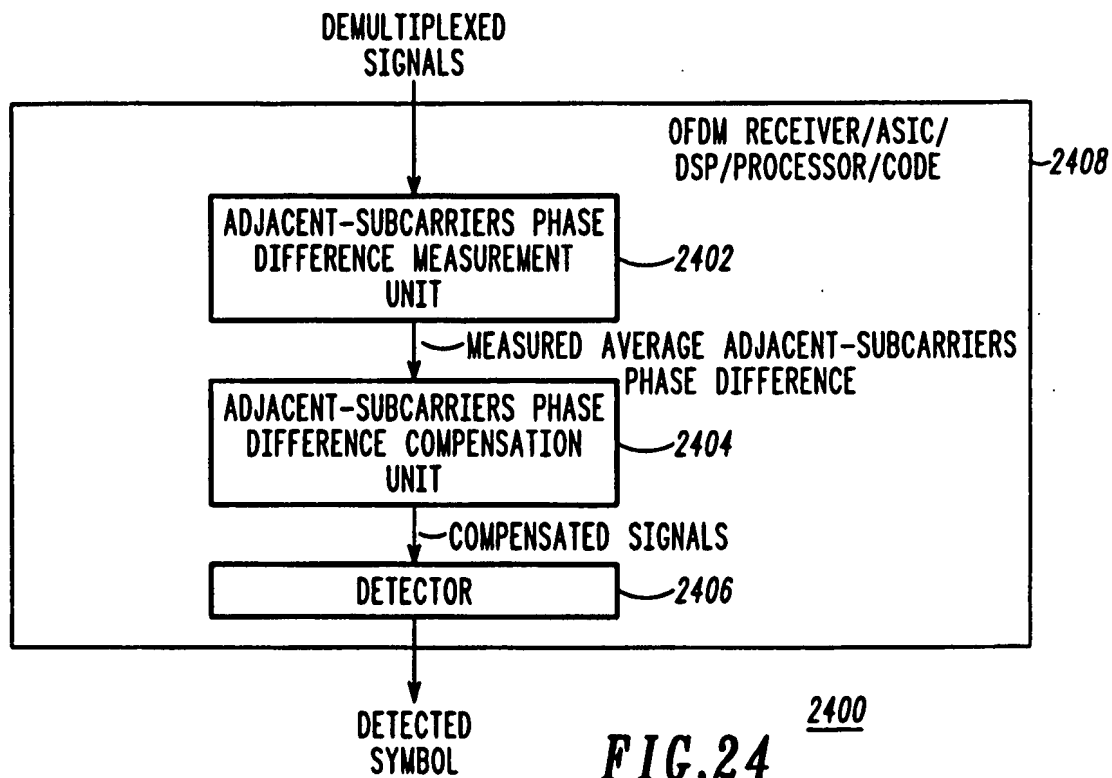 DEMULTIPLEXED
SIGNALS
OFDM RECEIVER/ASIC/
DSP/PROCESSOR/CODE
2408
ADJACENT-SUBCARRIERS PHASE
DIFFERENCE MEASUREMENT
UNIT
2402
MEASURED AVERAGE ADJACENT-SUBCARRIERS
PHASE DIFFERENCE
ADJACENT-SUBCARRIERS PHASE
DIFFERENCE COMPENSATION
UNIT
2404
COMPENSATED SIGNALS
DETECTOR
2406
DETECTED
SYMBOL
2400
FIG.24